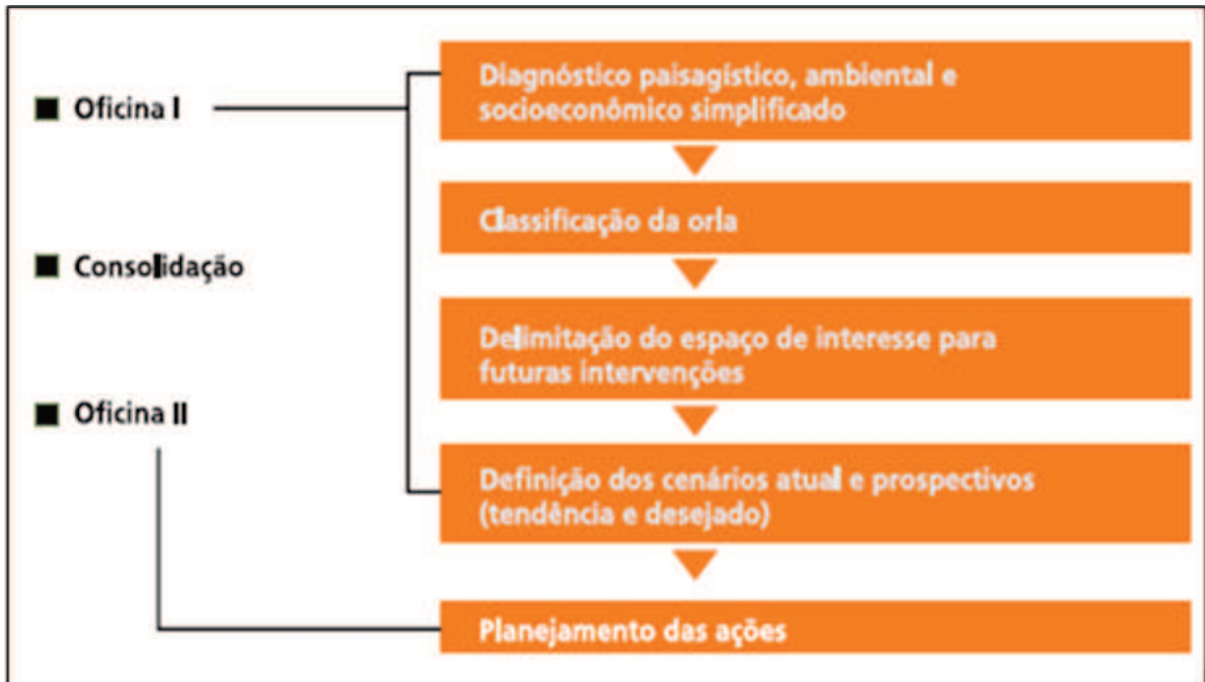 Oficina I
Consolidação
Oficina II
Diagnóstico paisagístico, ambiental e
socioeconômico simplificado
Classificação da orla
Delimitação do espaço de interesse para
futuras intervenções
Definição dos cenários atual e prospectivos
(tendência e desejado)
Planejamento das ações